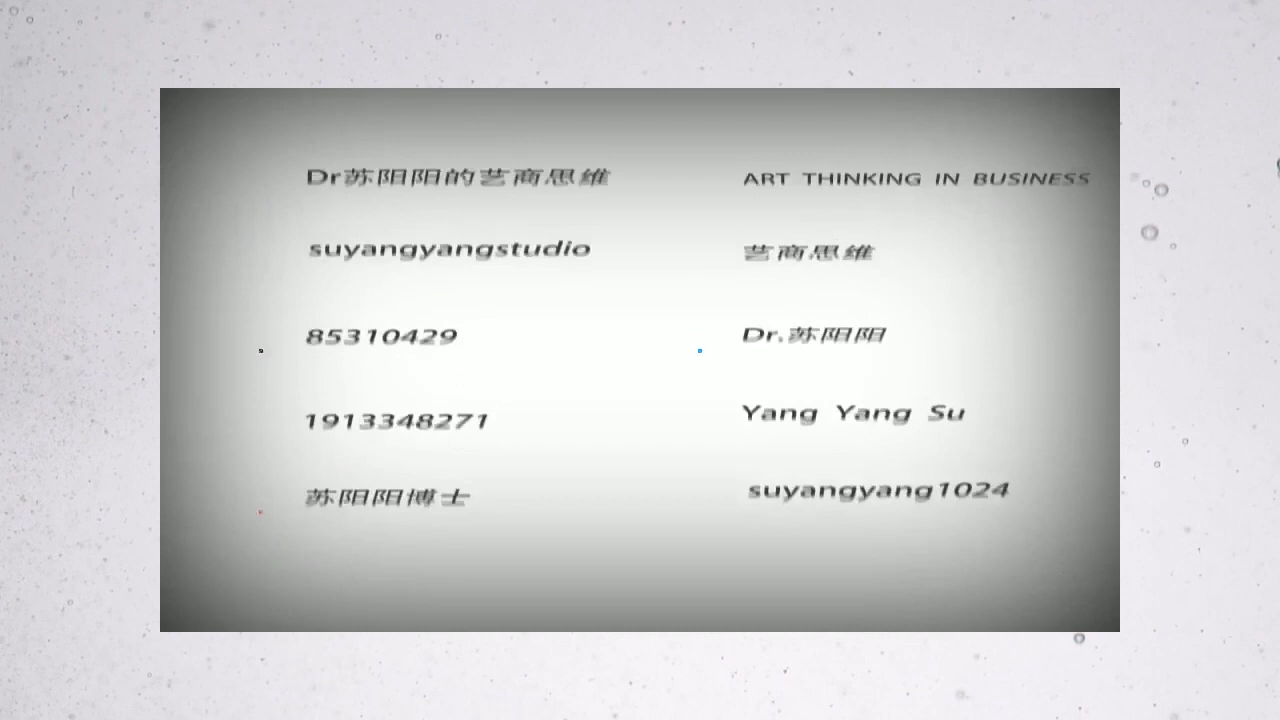 Dr苏阳阳的艺商思维
suyangyangstudio
85310429
1913348271
苏阳阳博士
ART THINKING IN BUSINESS
艺商思维
Dr.苏阳阳
Yang Yang Su
suyangyang1024